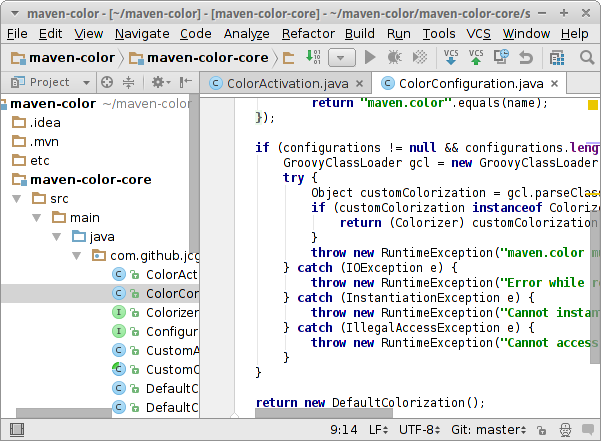 maven-color - [~/maven-color] - [maven-color-core] - ~/maven-color/maven-color-core/s
File Edit View Navigate Code Analyze Refactor Build Run Tools VCS Window Help
maven-color maven-color-core VCS VCS
Project
ColorActivation.java ColorConfiguration.java
maven-color ~/maven-color
.idea
.mvn
etc
maven-color-core
src
main
java
com.github.jcg
ColorAct
ColorCon
Colorizer
Configur
CustomA
CustomC
DefaultC
DefaultC
return "maven.color".equals(name);
});
if (configurations != null && configurations.leng
GroovyClassLoader gcl = new GroovyClassLoader
try {
Object customColorization = gcl.parseClas
if (customColorization instanceof Coloriz
return (Colorizer) customColorization
}
throw new RuntimeException("maven.color mu
} catch (IOException e) {
throw new RuntimeException("Error while re
} catch (InstantiationException e) {
throw new RuntimeException("Cannot instan
} catch (IllegalAccessException e) {
throw new RuntimeException("Cannot access
}
}
return new DefaultColorization();
9:14 LF UTF-8 Git: master